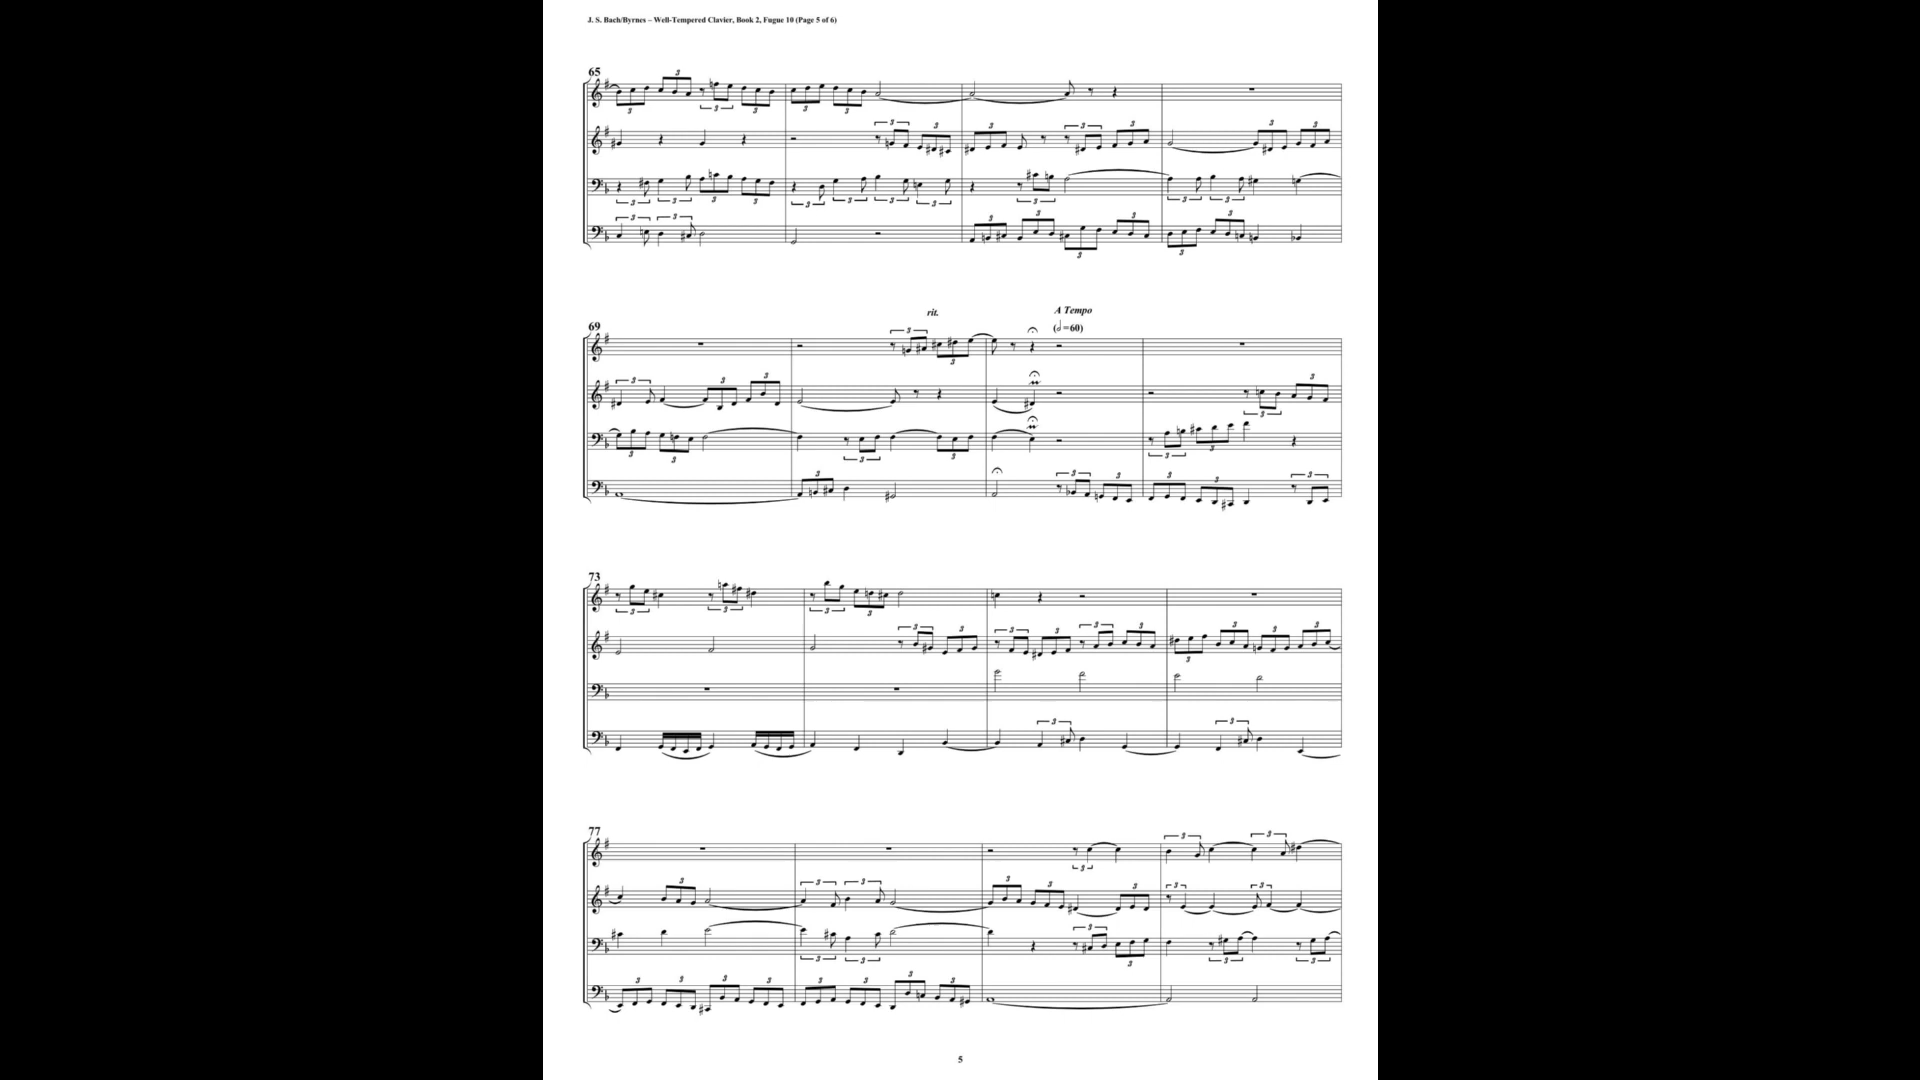 J. S. Bach/Byrnes – Well-Tempered Clavier, Book 2, Fugue 10 (Page 5 of 6)
65
69
rit.
A Tempo
(𝅗𝅥=60)
73
77
5